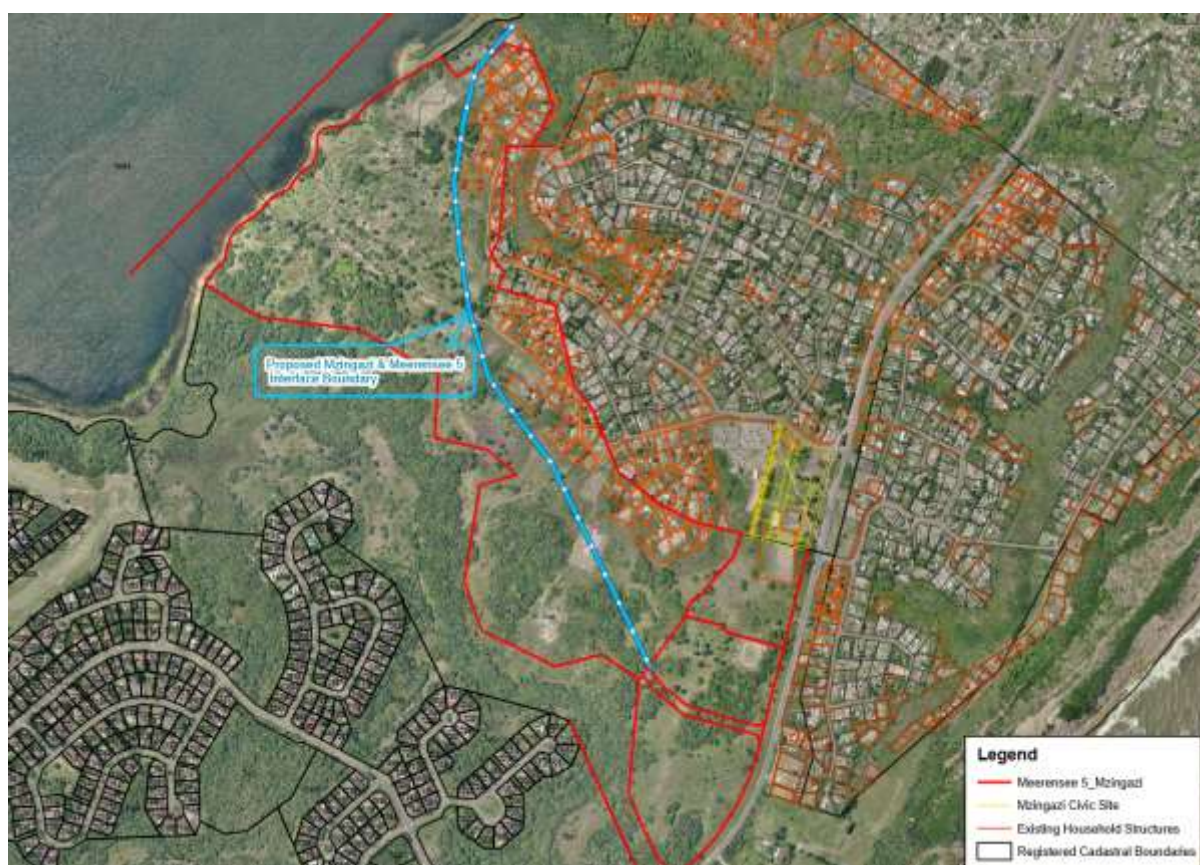 Proposed Mzingazi & Meerensee 5
Interface Boundary
Legend
Meerensee 5_Mzingazi
Mzingazi Civic Site
Existing Household Structures
Registered Cadastral Boundaries